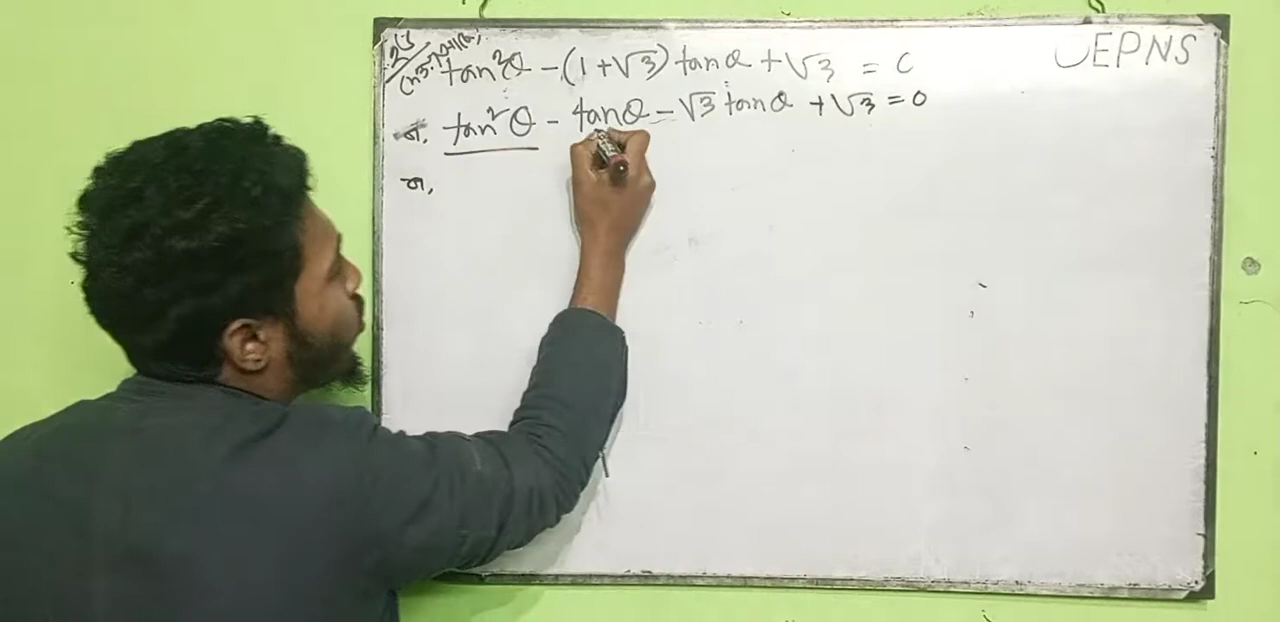 UEPNS
tan²θ - (1+√3) tanθ + √3 = 0
বা, tan²θ - tanθ - √3 tanθ + √3 = 0
বা,